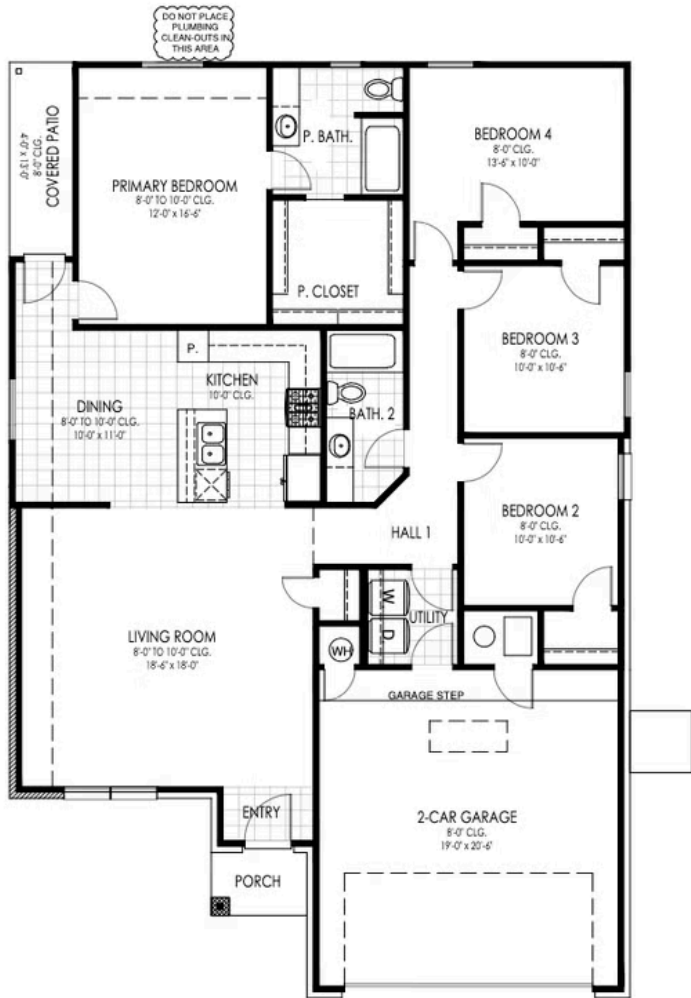 DO NOT PLACE
PLUMBING
CLEAN-OUTS IN
THIS AREA
COVERED PATIO
8'-0" CLG.
4'-0" x 13'-0"
PRIMARY BEDROOM
8'-0" TO 10'-0" CLG.
12'-0" x 16'-6"
P. BATH.
BEDROOM 4
8'-0" CLG.
13'-6" x 10'-0"
P. CLOSET
BEDROOM 3
8'-0" CLG.
10'-0" x 10'-6"
P.
KITCHEN
10'-0" CLG.
DINING
8'-0" TO 10'-0" CLG.
10'-0" x 11'-0"
BATH. 2
BEDROOM 2
8'-0" CLG.
10'-0" x 10'-6"
HALL 1
W
D
UTILITY
LIVING ROOM
8'-0" TO 10'-0" CLG.
18'-6" x 18'-0"
WH
GARAGE STEP
ENTRY
2-CAR GARAGE
8'-0" CLG.
19'-0" x 20'-6"
PORCH